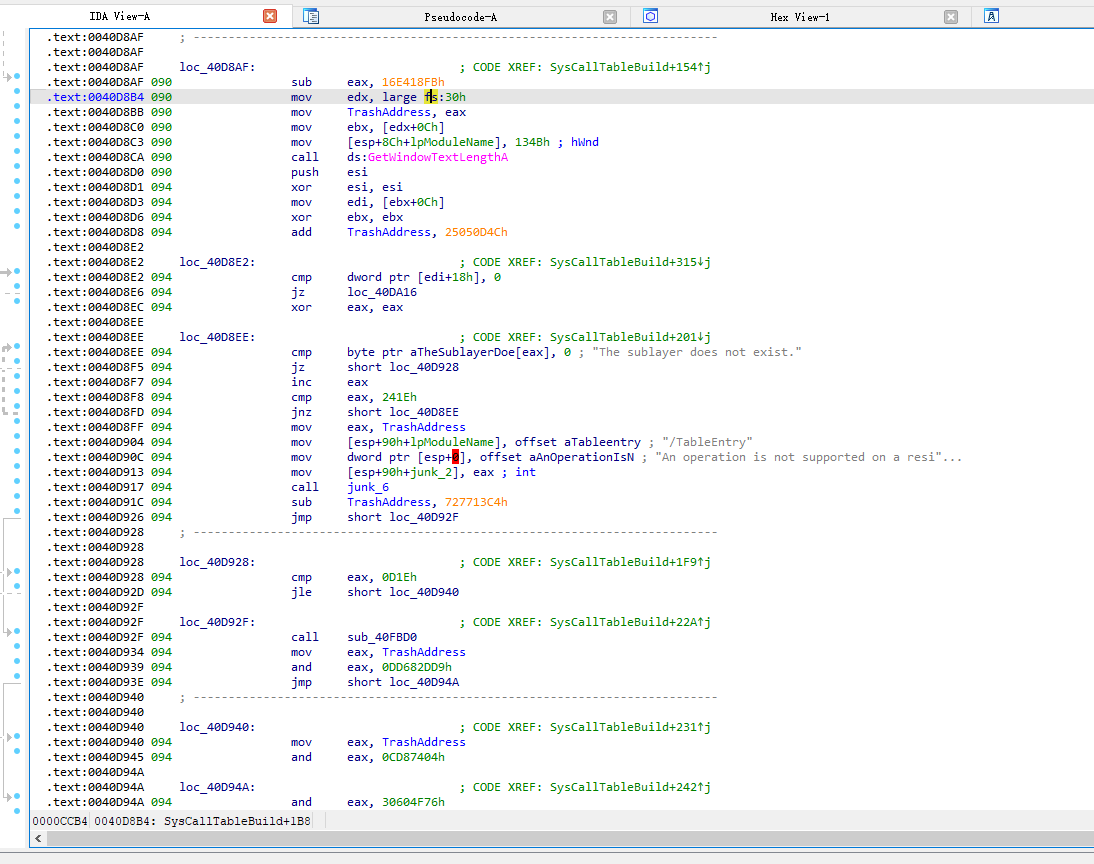 IDA View-A Pseudocode-A Hex View-1
.text:0040D8AF ; ---------------------------------------------------------------------------
.text:0040D8AF
.text:0040D8AF loc_40D8AF: ; CODE XREF: SysCallTableBuild+154↑j
.text:0040D8AF 090 sub eax, 16E418FBh
.text:0040D8B4 090 mov edx, large fs:30h
.text:0040D8BB 090 mov TrashAddress, eax
.text:0040D8C0 090 mov ebx, [edx+0Ch]
.text:0040D8C3 090 mov [esp+8Ch+lpModuleName], 134Bh ; hWnd
.text:0040D8CA 090 call ds:GetWindowTextLengthA
.text:0040D8D0 090 push esi
.text:0040D8D1 094 xor esi, esi
.text:0040D8D3 094 mov edi, [ebx+0Ch]
.text:0040D8D6 094 xor ebx, ebx
.text:0040D8D8 094 add TrashAddress, 25050D4Ch
.text:0040D8E2
.text:0040D8E2 loc_40D8E2: ; CODE XREF: SysCallTableBuild+315↓j
.text:0040D8E2 094 cmp dword ptr [edi+18h], 0
.text:0040D8E6 094 jz loc_40DA16
.text:0040D8EC 094 xor eax, eax
.text:0040D8EE
.text:0040D8EE loc_40D8EE: ; CODE XREF: SysCallTableBuild+201↓j
.text:0040D8EE 094 cmp byte ptr aTheSublayerDoe[eax], 0 ; "The sublayer does not exist."
.text:0040D8F5 094 jz short loc_40D928
.text:0040D8F7 094 inc eax
.text:0040D8F8 094 cmp eax, 241Eh
.text:0040D8FD 094 jnz short loc_40D8EE
.text:0040D8FF 094 mov eax, TrashAddress
.text:0040D904 094 mov [esp+90h+lpModuleName], offset aTableentry ; "/TableEntry"
.text:0040D90C 094 mov dword ptr [esp+0], offset aAnOperationIsN ; "An operation is not supported on a resi"...
.text:0040D913 094 mov [esp+90h+junk_2], eax ; int
.text:0040D917 094 call junk_6
.text:0040D91C 094 sub TrashAddress, 727713C4h
.text:0040D926 094 jmp short loc_40D92F
.text:0040D928 ; ---------------------------------------------------------------------------
.text:0040D928
.text:0040D928 loc_40D928: ; CODE XREF: SysCallTableBuild+1F9↑j
.text:0040D928 094 cmp eax, 0D1Eh
.text:0040D92D 094 jle short loc_40D940
.text:0040D92F
.text:0040D92F loc_40D92F: ; CODE XREF: SysCallTableBuild+22A↑j
.text:0040D92F 094 call sub_40FBD0
.text:0040D934 094 mov eax, TrashAddress
.text:0040D939 094 and eax, 0DD682DD9h
.text:0040D93E 094 jmp short loc_40D94A
.text:0040D940 ; ---------------------------------------------------------------------------
.text:0040D940
.text:0040D940 loc_40D940: ; CODE XREF: SysCallTableBuild+231↑j
.text:0040D940 094 mov eax, TrashAddress
.text:0040D945 094 and eax, 0CD87404h
.text:0040D94A
.text:0040D94A loc_40D94A: ; CODE XREF: SysCallTableBuild+242↑j
.text:0040D94A 094 and eax, 30604F76h
0000CCB4 0040D8B4: SysCallTableBuild+1B8